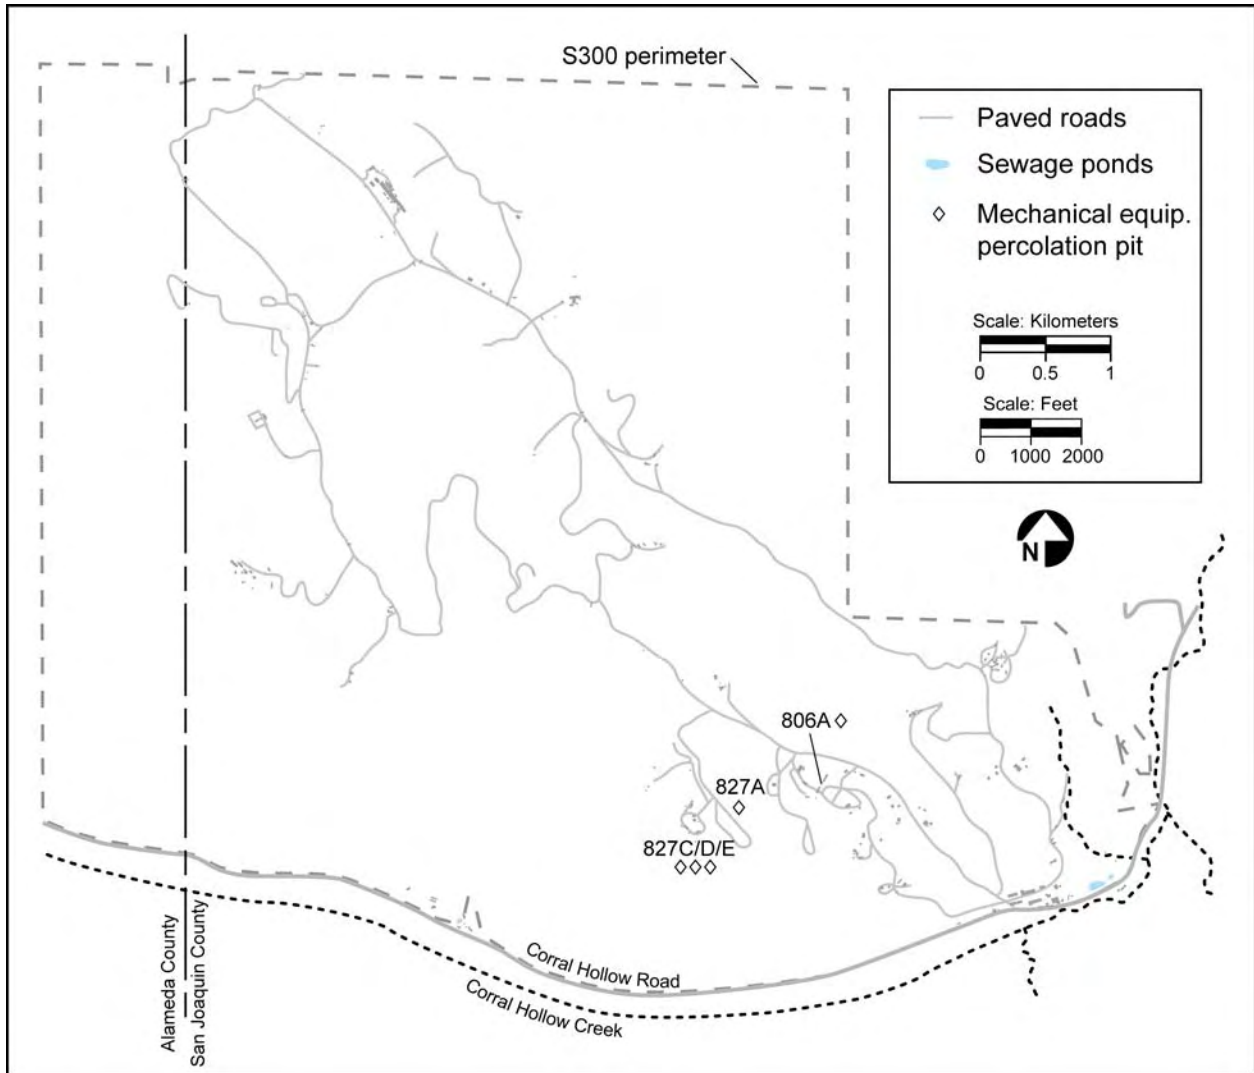 S300 perimeter
Paved roads
Sewage ponds
Mechanical equip.
percolation pit
Scale: Kilometers
0 0.5 1
Scale: Feet
0 1000 2000
N
806A
827A
827C/D/E
Alameda County
San Joaquin County
Corral Hollow Road
Corral Hollow Creek